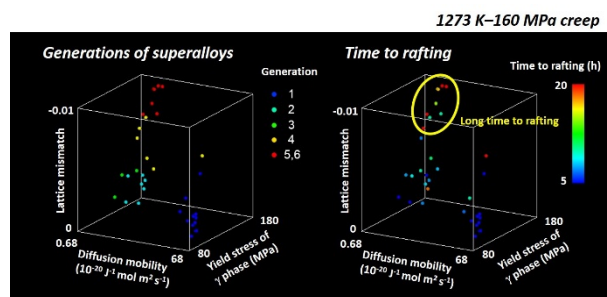 1273 K–160 MPa creep
Generations of superalloys
Time to rafting
Generation
1
2
3
4
5,6
Time to rafting (h)
20
5
Long time to rafting
-0.01
Lattice mismatch
0
0.68
Diffusion mobility
(10⁻²⁰ J⁻¹ mol m² s⁻¹)
68
80
Yield stress of
γ phase (MPa)
180
-0.01
Lattice mismatch
0
0.68
Diffusion mobility
(10⁻²⁰ J⁻¹ mol m² s⁻¹)
68
80
Yield stress of
γ phase (MPa)
180